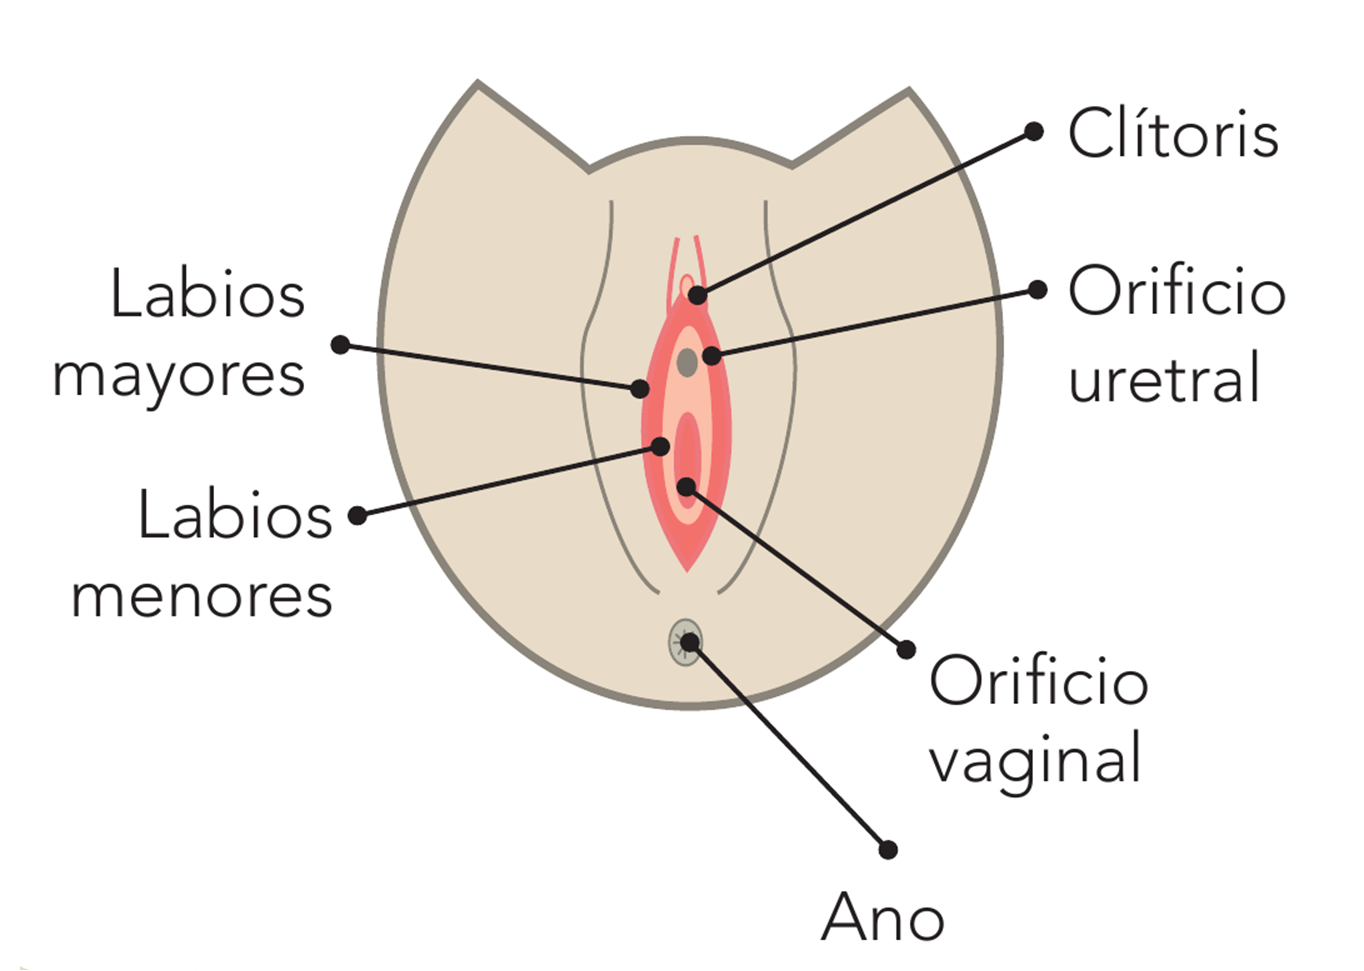 Clítoris
Orificio
uretral
Labios
mayores
Labios
menores
Orificio
vaginal
Ano